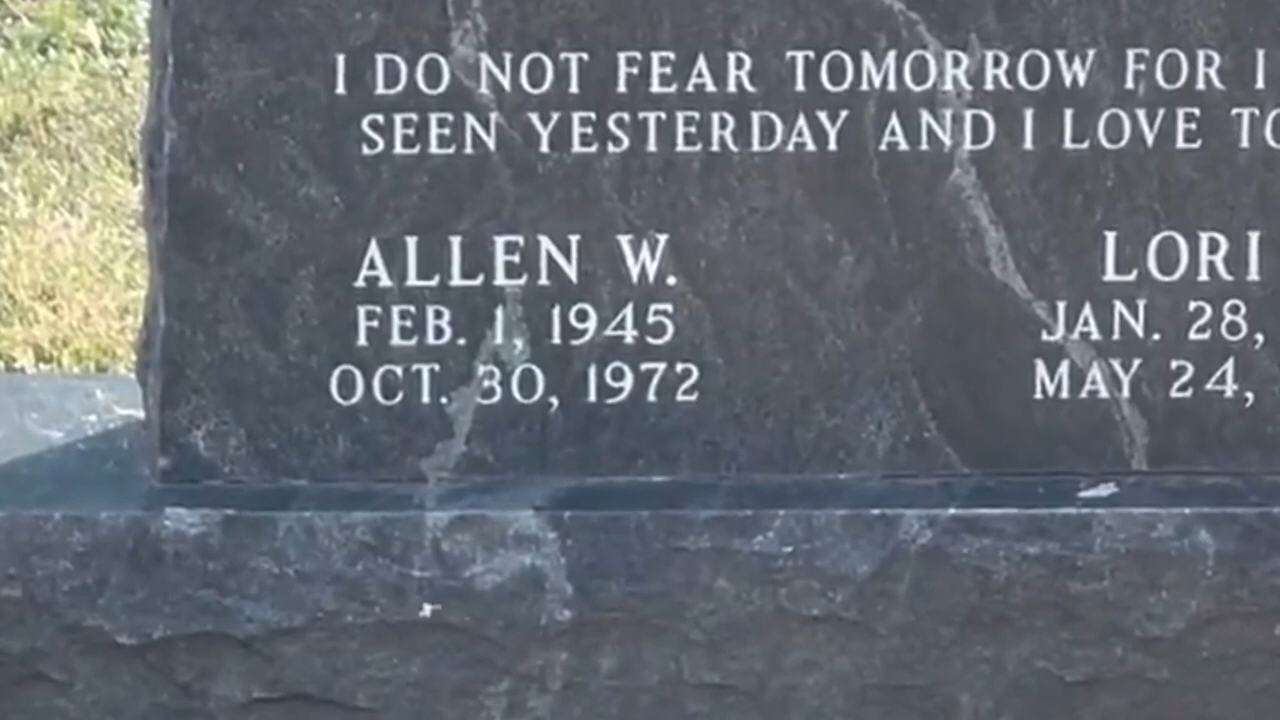 I DO NOT FEAR TOMORROW FOR I
SEEN YESTERDAY AND I LOVE
ALLEN W.
FEB. 1, 1945
OCT. 30, 1972
LORI
JAN. 28,
MAY 24,